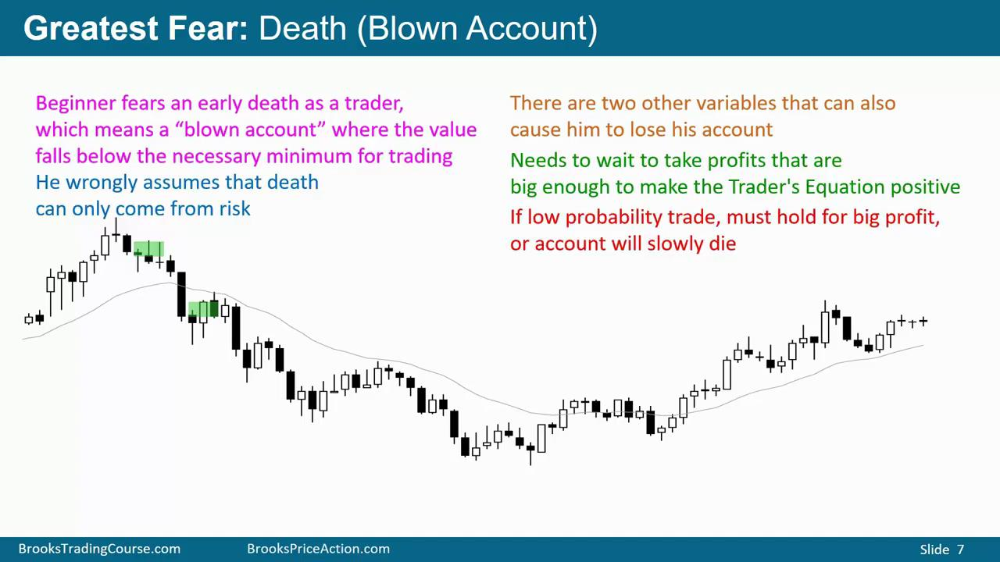 Greatest Fear: Death (Blown Account)
Beginner fears an early death as a trader,
which means a “blown account” where the value
falls below the necessary minimum for trading
He wrongly assumes that death
can only come from risk
There are two other variables that can also
cause him to lose his account
Needs to wait to take profits that are
big enough to make the Trader's Equation positive
If low probability trade, must hold for big profit,
or account will slowly die
BrooksTradingCourse.com
BrooksPriceAction.com
Slide 7